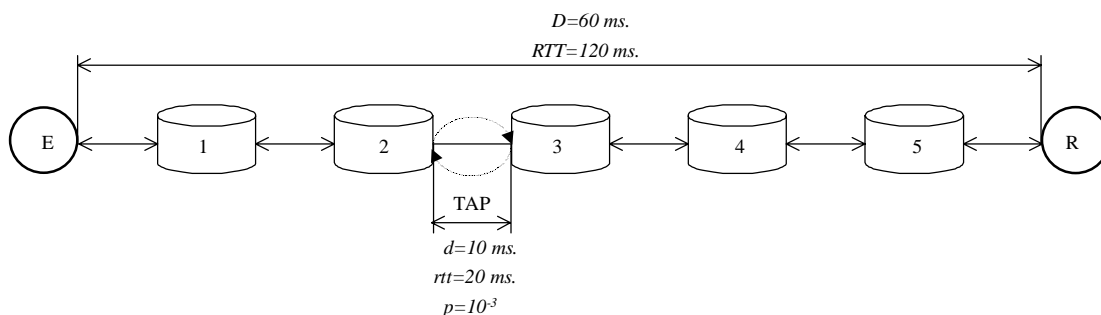 D=60 ms.
RTT=120 ms.
E
1
2
3
4
5
R
TAP
d=10 ms.
rtt=20 ms.
p=10⁻³